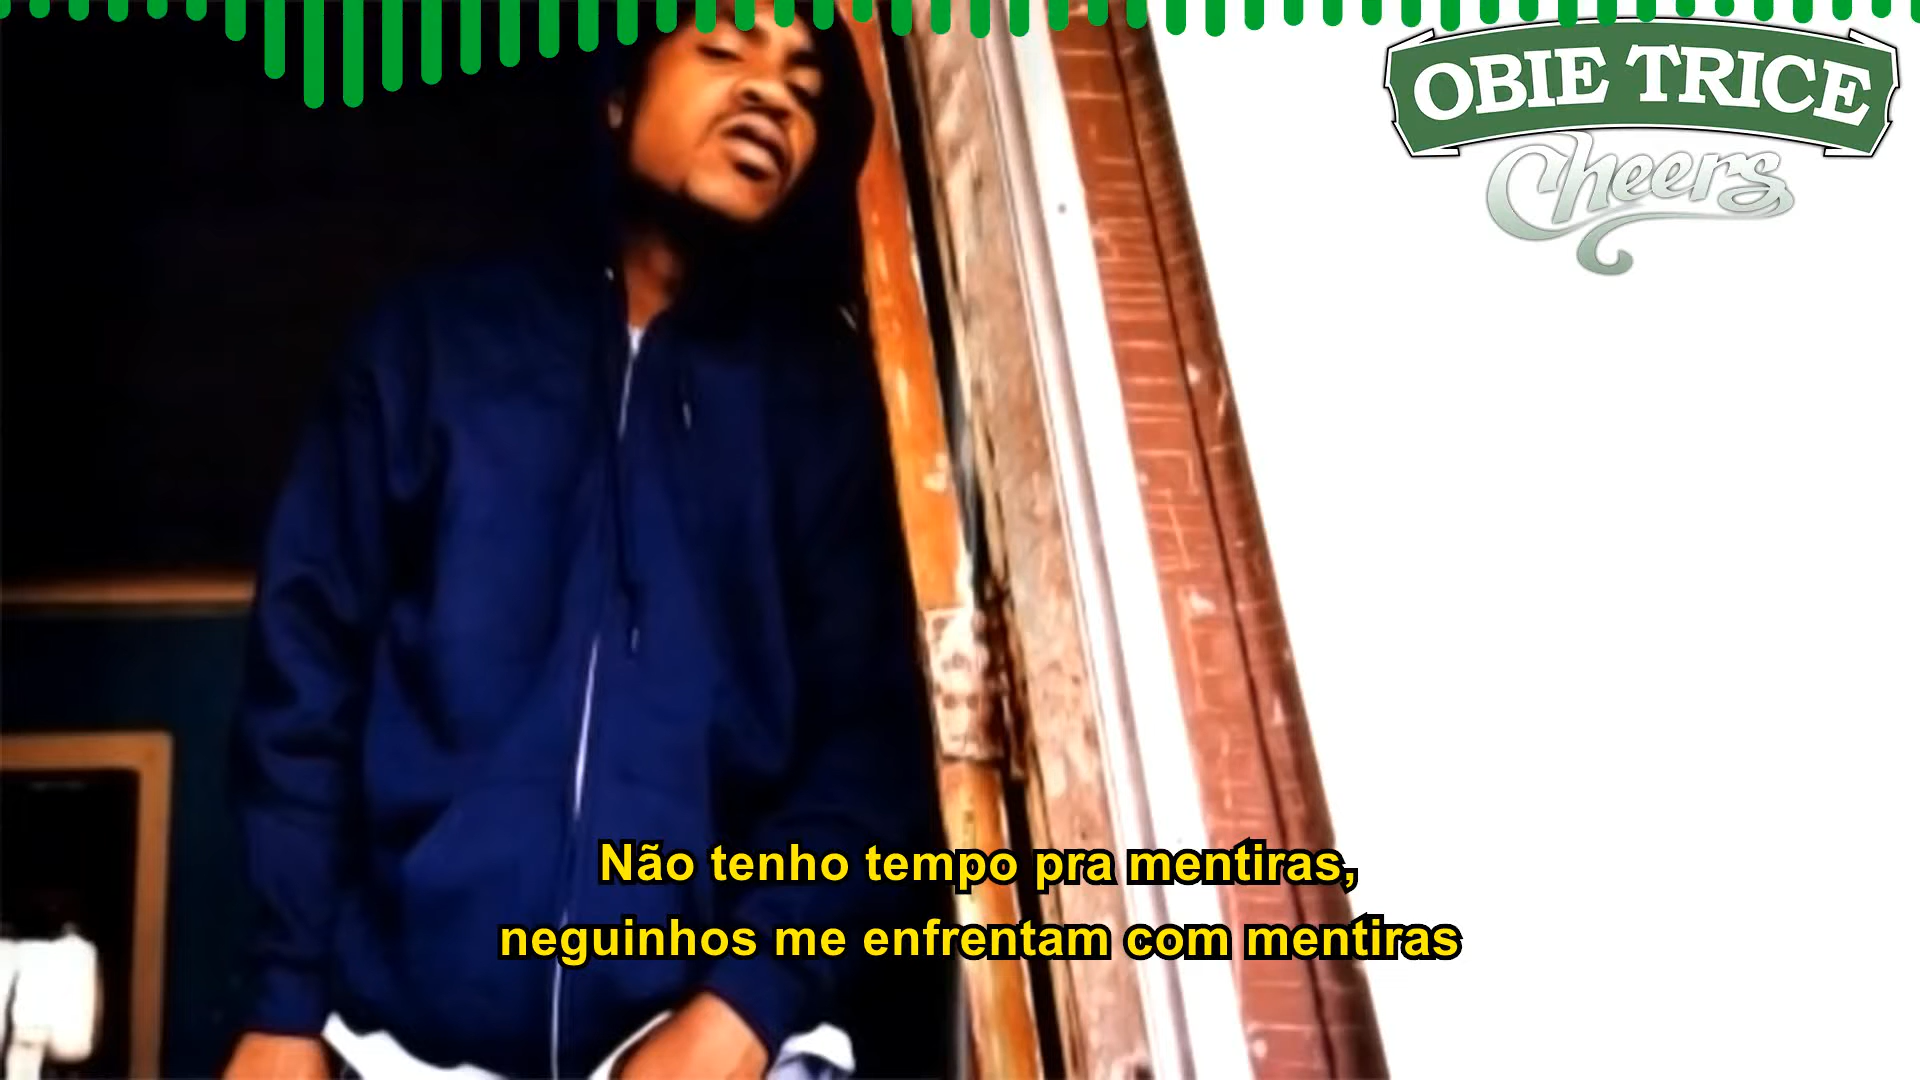 OBIE TRICE
Cheers
Não tenho tempo pra mentiras,
neguinhos me enfrentam com mentiras